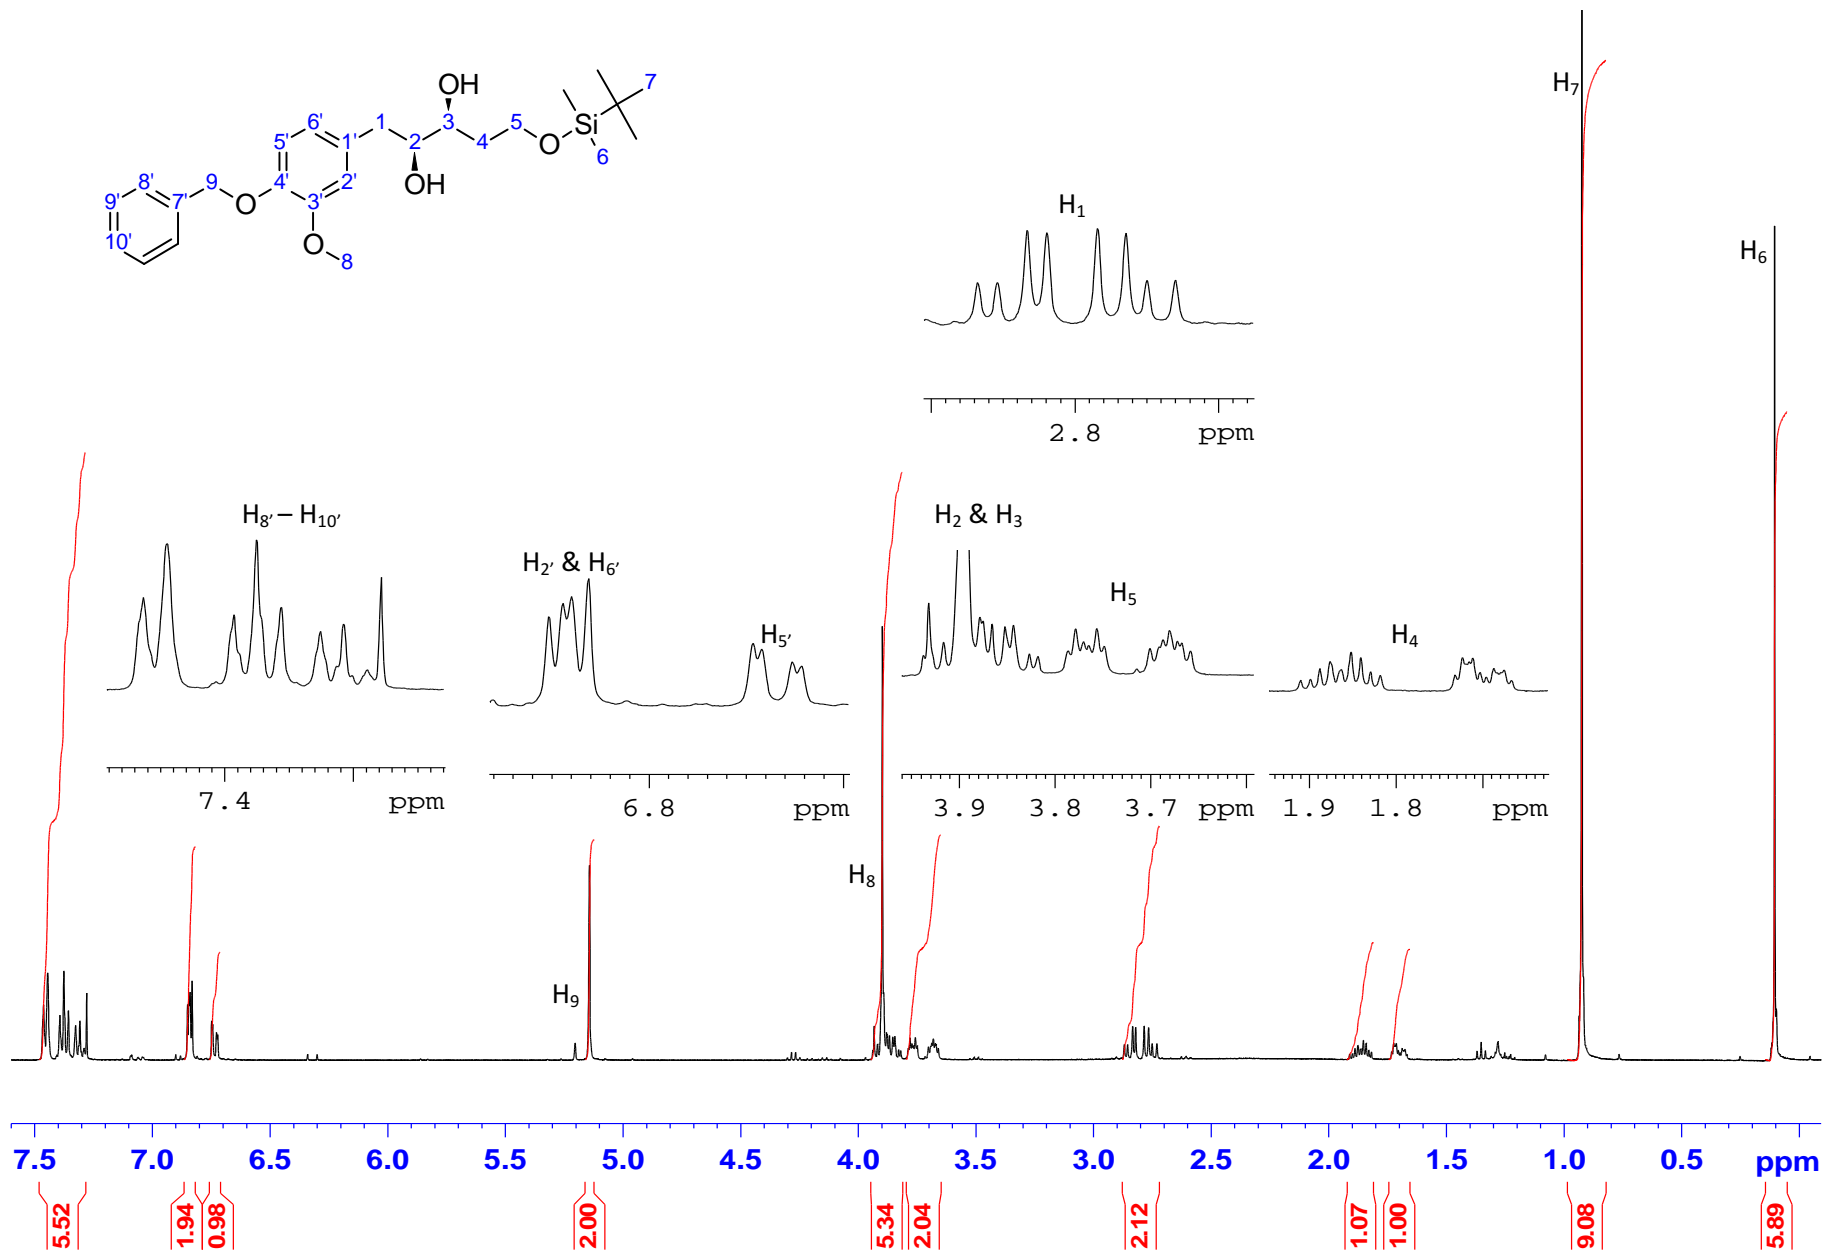 OH
7
Si
6'
1
3
5
5'
1'
2
4
O
6
8'
9
4'
2'
OH
9'
7'
O
3'
10'
O
8
H7
H6
H1
2.8 ppm
H8' – H10'
H2' & H6'
H5'
H2 & H3
H5
H4
7.4 ppm
6.8 ppm
3.9 3.8 3.7 ppm
1.9 1.8 ppm
H8
H9
7.5 7.0 6.5 6.0 5.5 5.0 4.5 4.0 3.5 3.0 2.5 2.0 1.5 1.0 0.5 ppm
5.52 1.94 0.98 2.00 5.34 2.04 2.12 1.07 1.00 9.08 5.89